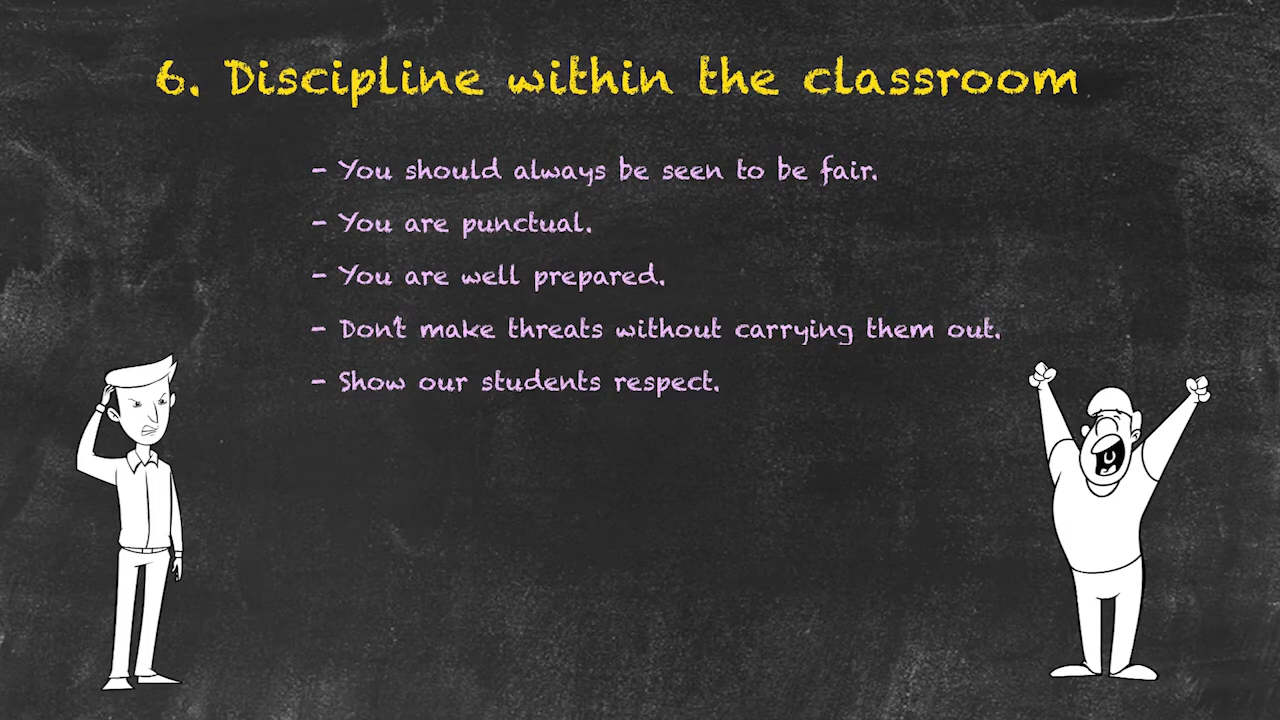 6. Discipline within the classroom
- You should always be seen to be fair.
- You are punctual.
- You are well prepared.
- Don't make threats without carrying them out.
- Show our students respect.